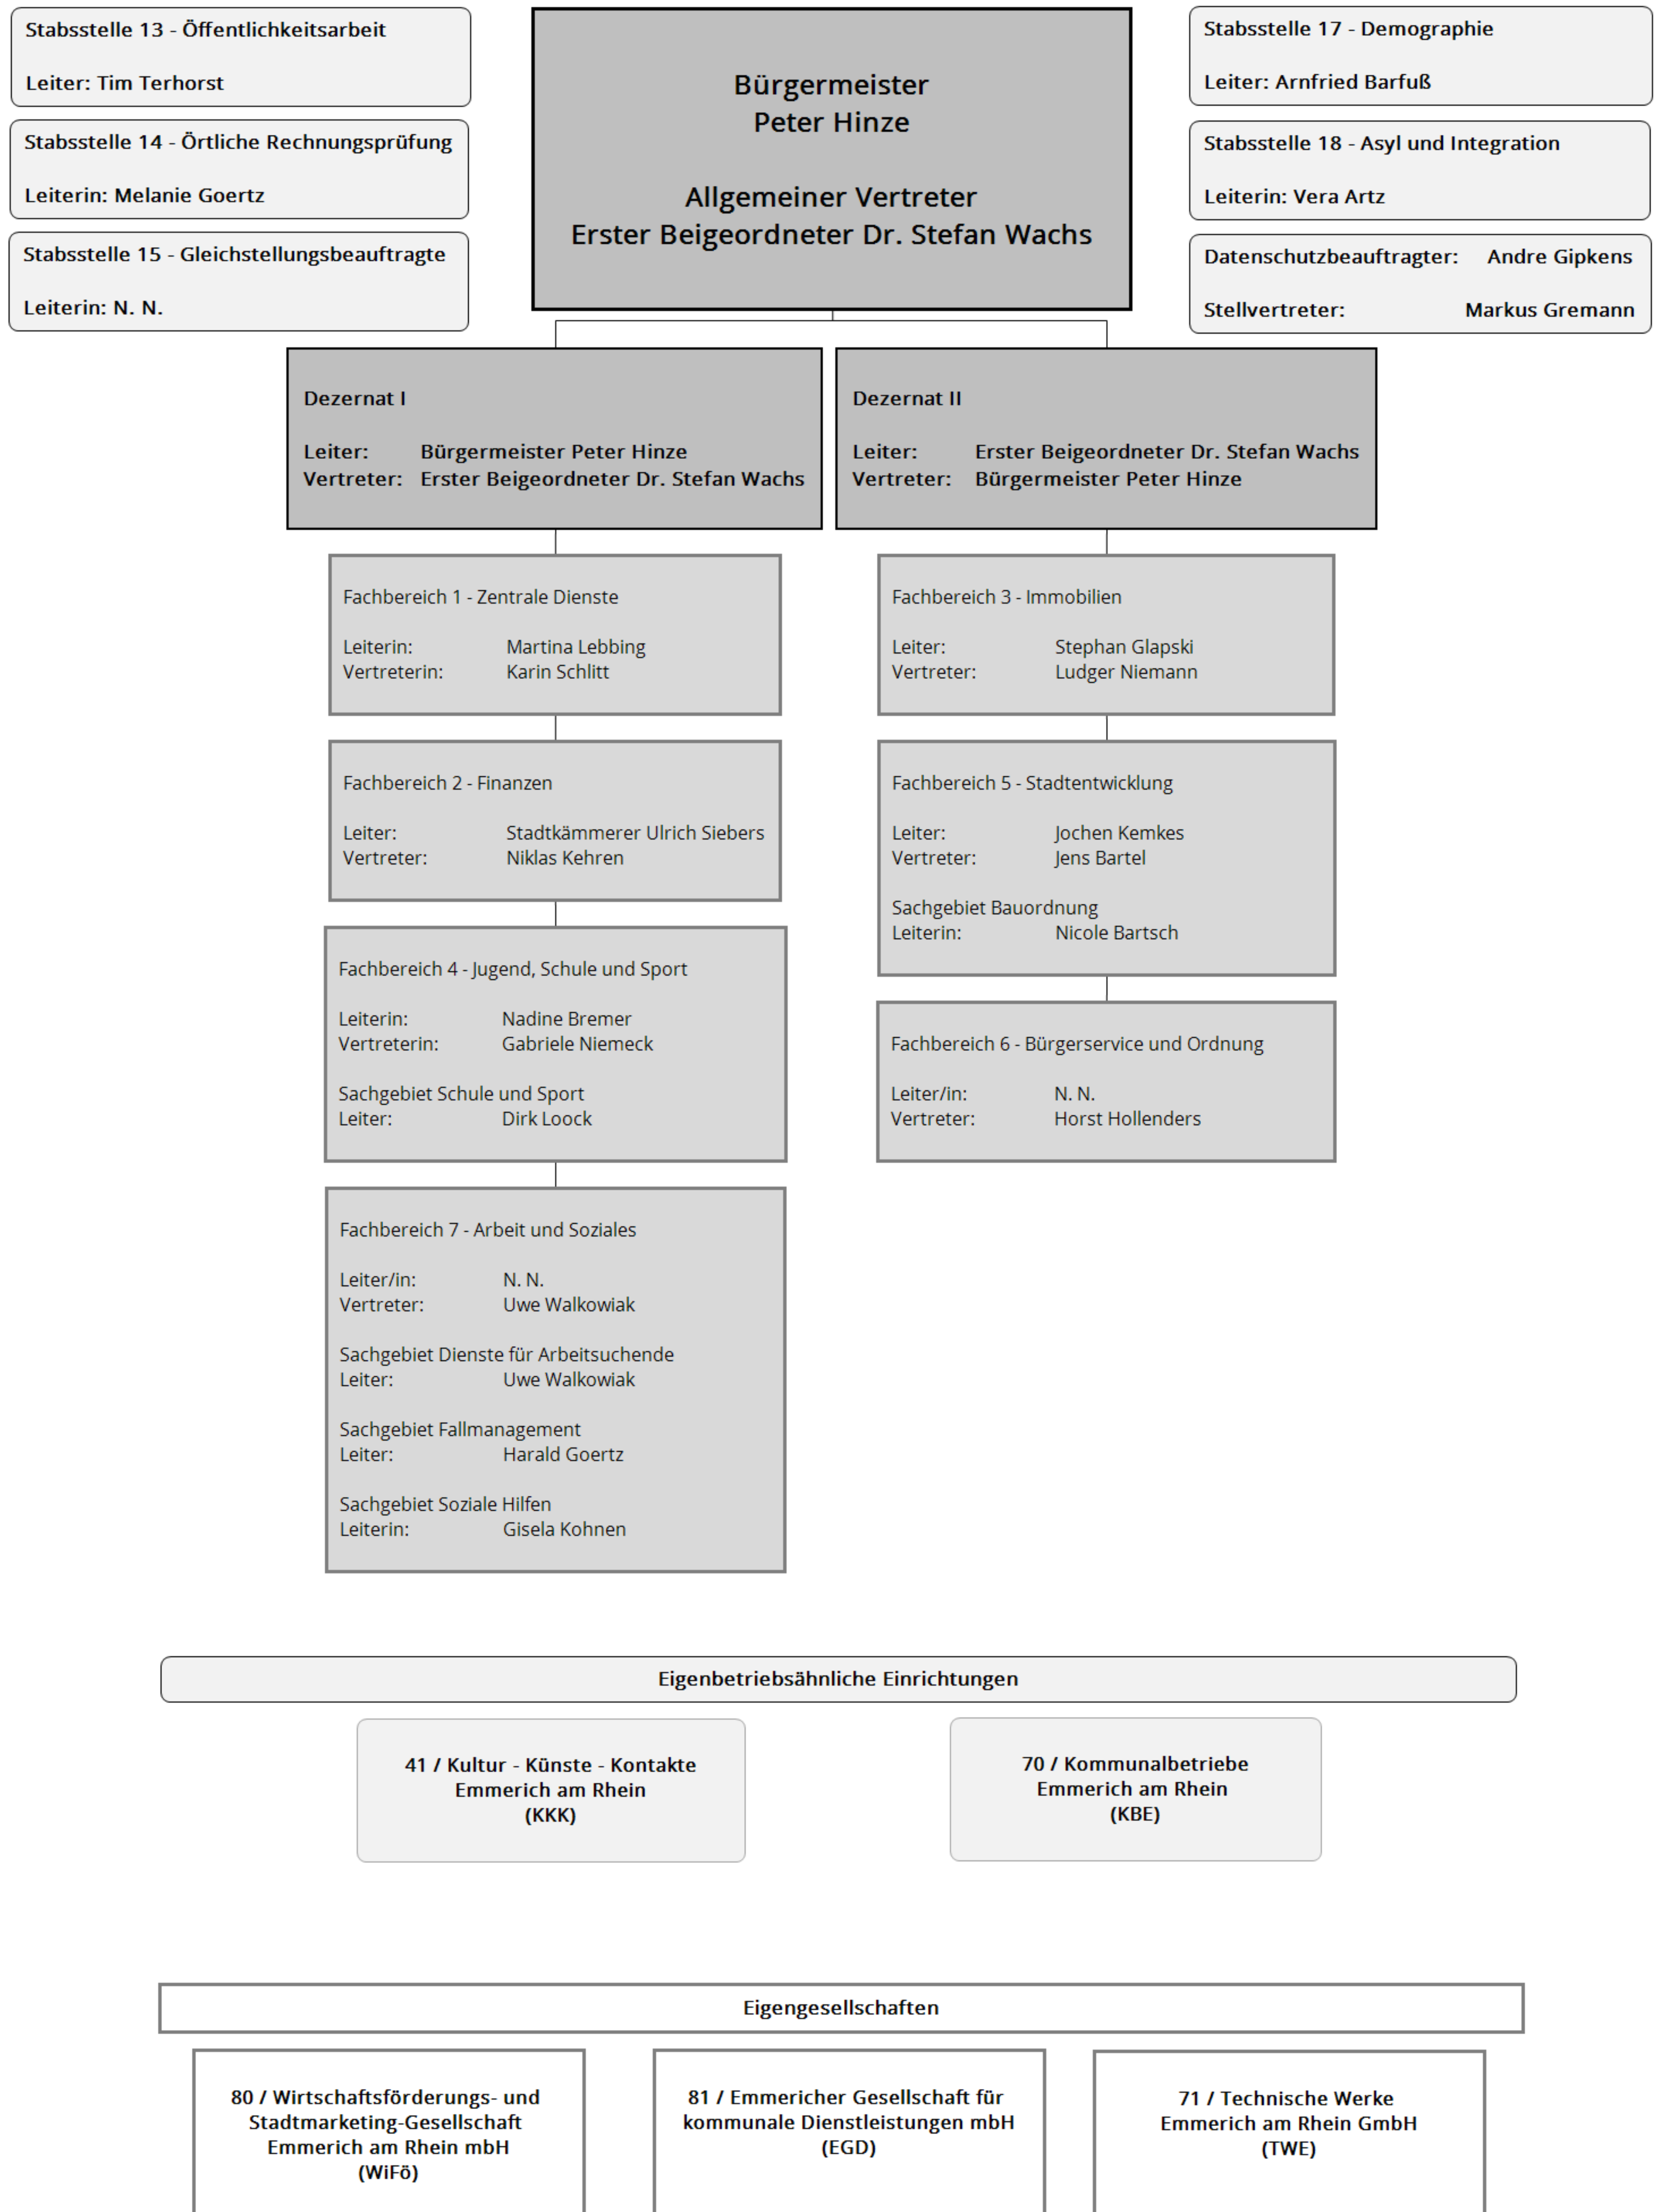 Stabsstelle 13 - Öffentlichkeitsarbeit
Leiter: Tim Terhorst
Stabsstelle 14 - Örtliche Rechnungsprüfung
Leiterin: Melanie Goertz
Stabsstelle 15 - Gleichstellungsbeauftragte
Leiterin: N. N.
Bürgermeister
Peter Hinze
Allgemeiner Vertreter
Erster Beigeordneter Dr. Stefan Wachs
Stabsstelle 17 - Demographie
Leiter: Arnfried Barfuß
Stabsstelle 18 - Asyl und Integration
Leiterin: Vera Artz
Datenschutzbeauftragter: Andre Gipkens
Stellvertreter: Markus Gremann
Dezernat I
Leiter: Bürgermeister Peter Hinze
Vertreter: Erster Beigeordneter Dr. Stefan Wachs
Dezernat II
Leiter: Erster Beigeordneter Dr. Stefan Wachs
Vertreter: Bürgermeister Peter Hinze
Fachbereich 1 - Zentrale Dienste
Leiterin: Martina Lebbing
Vertreterin: Karin Schlitt
Fachbereich 2 - Finanzen
Leiter: Stadtkämmerer Ulrich Siebers
Vertreter: Niklas Kehren
Fachbereich 4 - Jugend, Schule und Sport
Leiterin: Nadine Bremer
Vertreterin: Gabriele Niemeck
Sachgebiet Schule und Sport
Leiter: Dirk Loock
Fachbereich 7 - Arbeit und Soziales
Leiter/in: N. N.
Vertreter: Uwe Walkowiak
Sachgebiet Dienste für Arbeitsuchende
Leiter: Uwe Walkowiak
Sachgebiet Fallmanagement
Leiter: Harald Goertz
Sachgebiet Soziale Hilfen
Leiterin: Gisela Kohnen
Fachbereich 3 - Immobilien
Leiter: Stephan Glapski
Vertreter: Ludger Niemann
Fachbereich 5 - Stadtentwicklung
Leiter: Jochen Kemkes
Vertreter: Jens Bartel
Sachgebiet Bauordnung
Leiterin: Nicole Bartsch
Fachbereich 6 - Bürgerservice und Ordnung
Leiter/in: N. N.
Vertreter: Horst Hollenders
Eigenbetriebsähnliche Einrichtungen
41 / Kultur - Künste - Kontakte
Emmerich am Rhein
(KKK)
70 / Kommunalbetriebe
Emmerich am Rhein
(KBE)
Eigengesellschaften
80 / Wirtschaftsförderungs- und
Stadtmarketing-Gesellschaft
Emmerich am Rhein mbH
(WiFö)
81 / Emmericher Gesellschaft für
kommunale Dienstleistungen mbH
(EGD)
71 / Technische Werke
Emmerich am Rhein GmbH
(TWE)